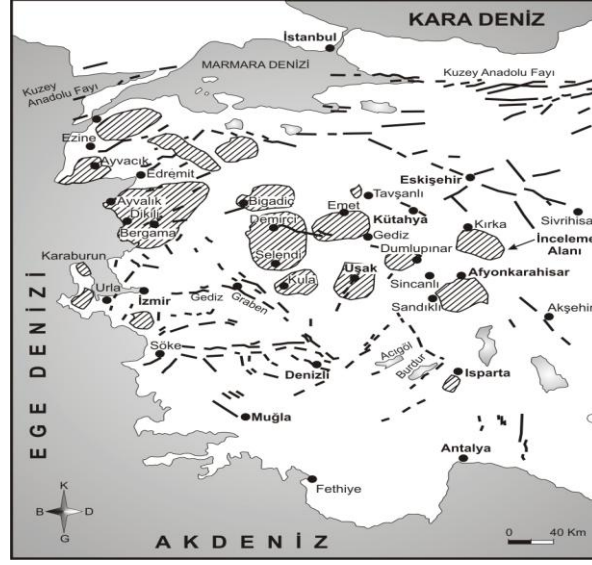 KARA DENİZ
İstanbul
MARMARA DENİZİ
Kuzey
Anadolu Fayı
Kuzey Anadolu Fayı
Ezine
Ayvacık
Edremit
Eskişehir
Tavşanlı
Ayvalık
Dikili
Bergama
Bigadiç
Demirci
Emet
Kütahya
Gediz
Kırka
Sivrihisa
İnceleme
Alanı
Dumlupınar
Karaburun
Selendi
Urla
İzmir
Gediz
Graben
Kula
Uşak
Sincanlı
Afyonkarahisar
Sandıklı
Akşehir
Söke
Denizli
Acıgöl
Burdur
Isparta
Muğla
Antalya
Fethiye
EGE DENİZİ
AKDENİZ
K
B D
G
0 40 Km